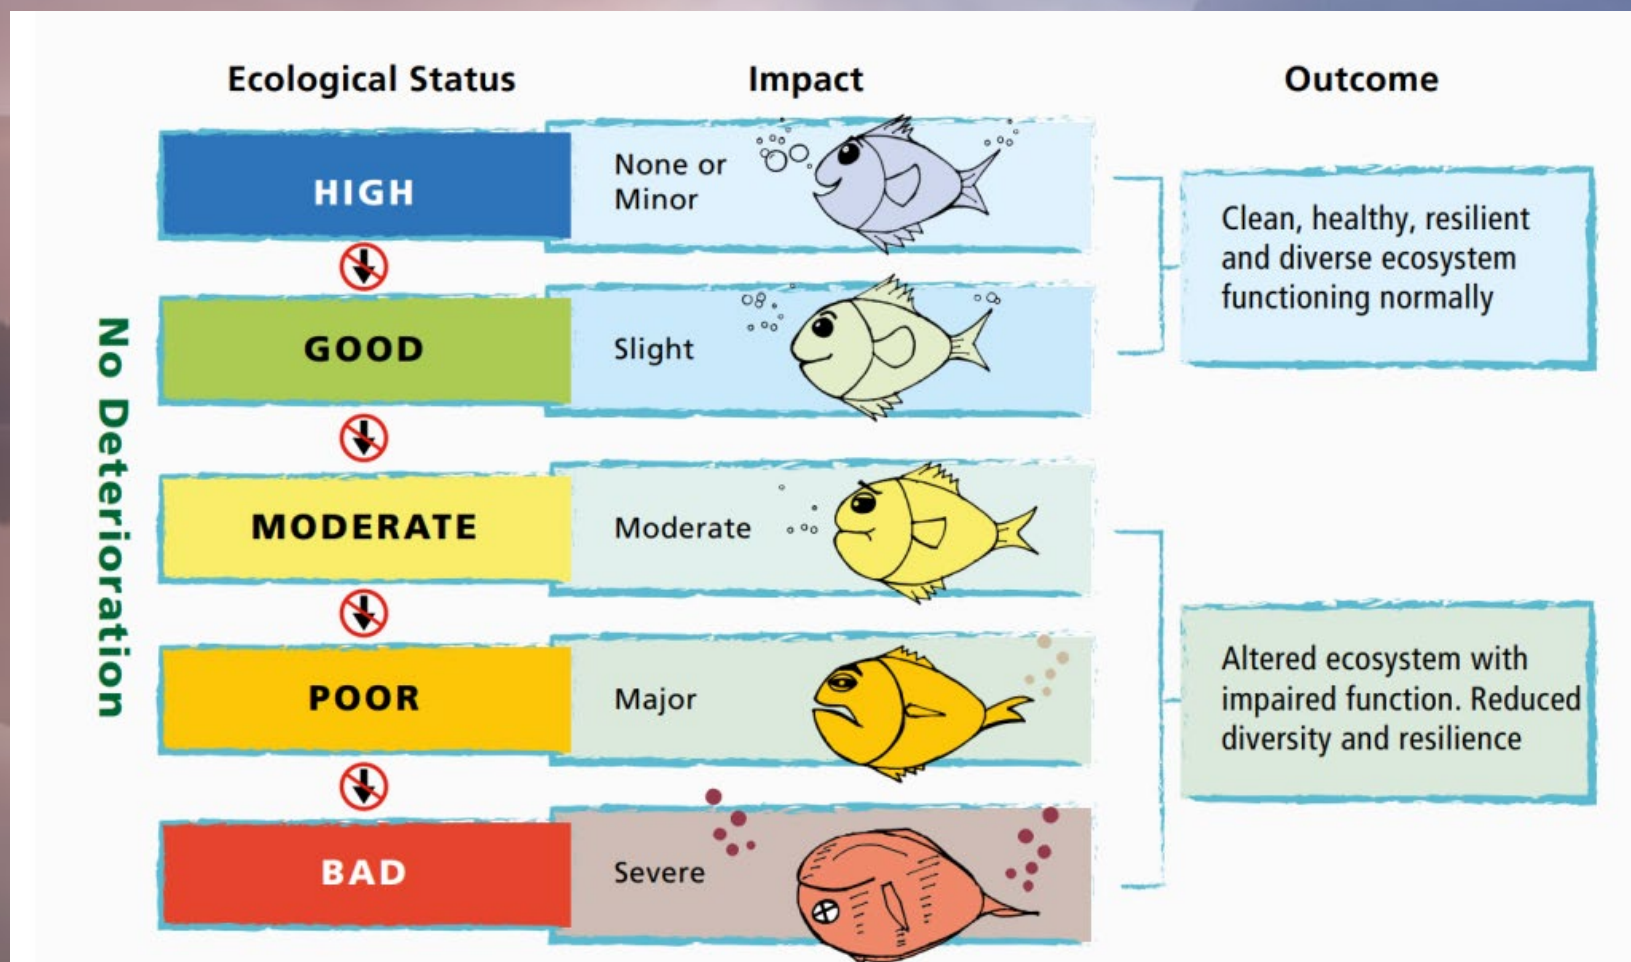 Ecological Status
Impact
Outcome
No Deterioration
HIGH
None or
Minor
GOOD
Slight
Clean, healthy, resilient
and diverse ecosystem
functioning normally
MODERATE
Moderate
POOR
Major
BAD
Severe
Altered ecosystem with
impaired function. Reduced
diversity and resilience